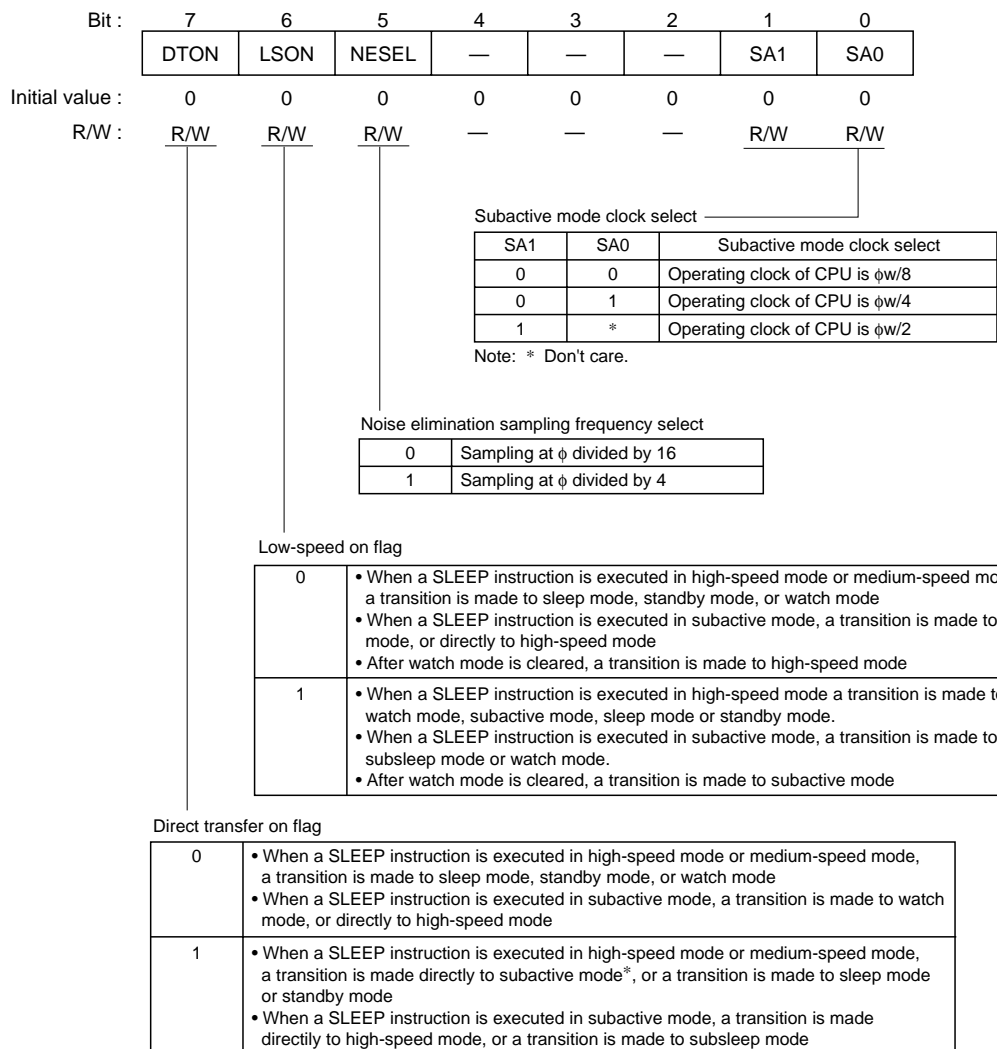 Bit : 7 6 5 4 3 2 1 0
DTON LSON NESEL — — — SA1 SA0
Initial value : 0 0 0 0 0 0 0 0
R/W : R/W R/W R/W — — — R/W R/W
Subactive mode clock select
SA1 SA0 Subactive mode clock select
0 0 Operating clock of CPU is ϕw/8
0 1 Operating clock of CPU is ϕw/4
1 * Operating clock of CPU is ϕw/2
Note: * Don't care.
Noise elimination sampling frequency select
0 Sampling at ϕ divided by 16
1 Sampling at ϕ divided by 4
Low-speed on flag
0 • When a SLEEP instruction is executed in high-speed mode or medium-speed
a transition is made to sleep mode, standby mode, or watch mode
• When a SLEEP instruction is executed in subactive mode, a transition is made to
mode, or directly to high-speed mode
• After watch mode is cleared, a transition is made to high-speed mode
1 • When a SLEEP instruction is executed in high-speed mode a transition is made
watch mode, subactive mode, sleep mode or standby mode.
• When a SLEEP instruction is executed in subactive mode, a transition is made to
subsleep mode or watch mode.
• After watch mode is cleared, a transition is made to subactive mode
Direct transfer on flag
0 • When a SLEEP instruction is executed in high-speed mode or medium-speed mode,
a transition is made to sleep mode, standby mode, or watch mode
• When a SLEEP instruction is executed in subactive mode, a transition is made to watch
mode, or directly to high-speed mode
1 • When a SLEEP instruction is executed in high-speed mode or medium-speed mode,
a transition is made directly to subactive mode*, or a transition is made to sleep mode
or standby mode
• When a SLEEP instruction is executed in subactive mode, a transition is made
directily to high-speed mode, or a transition is made to subsleep mode